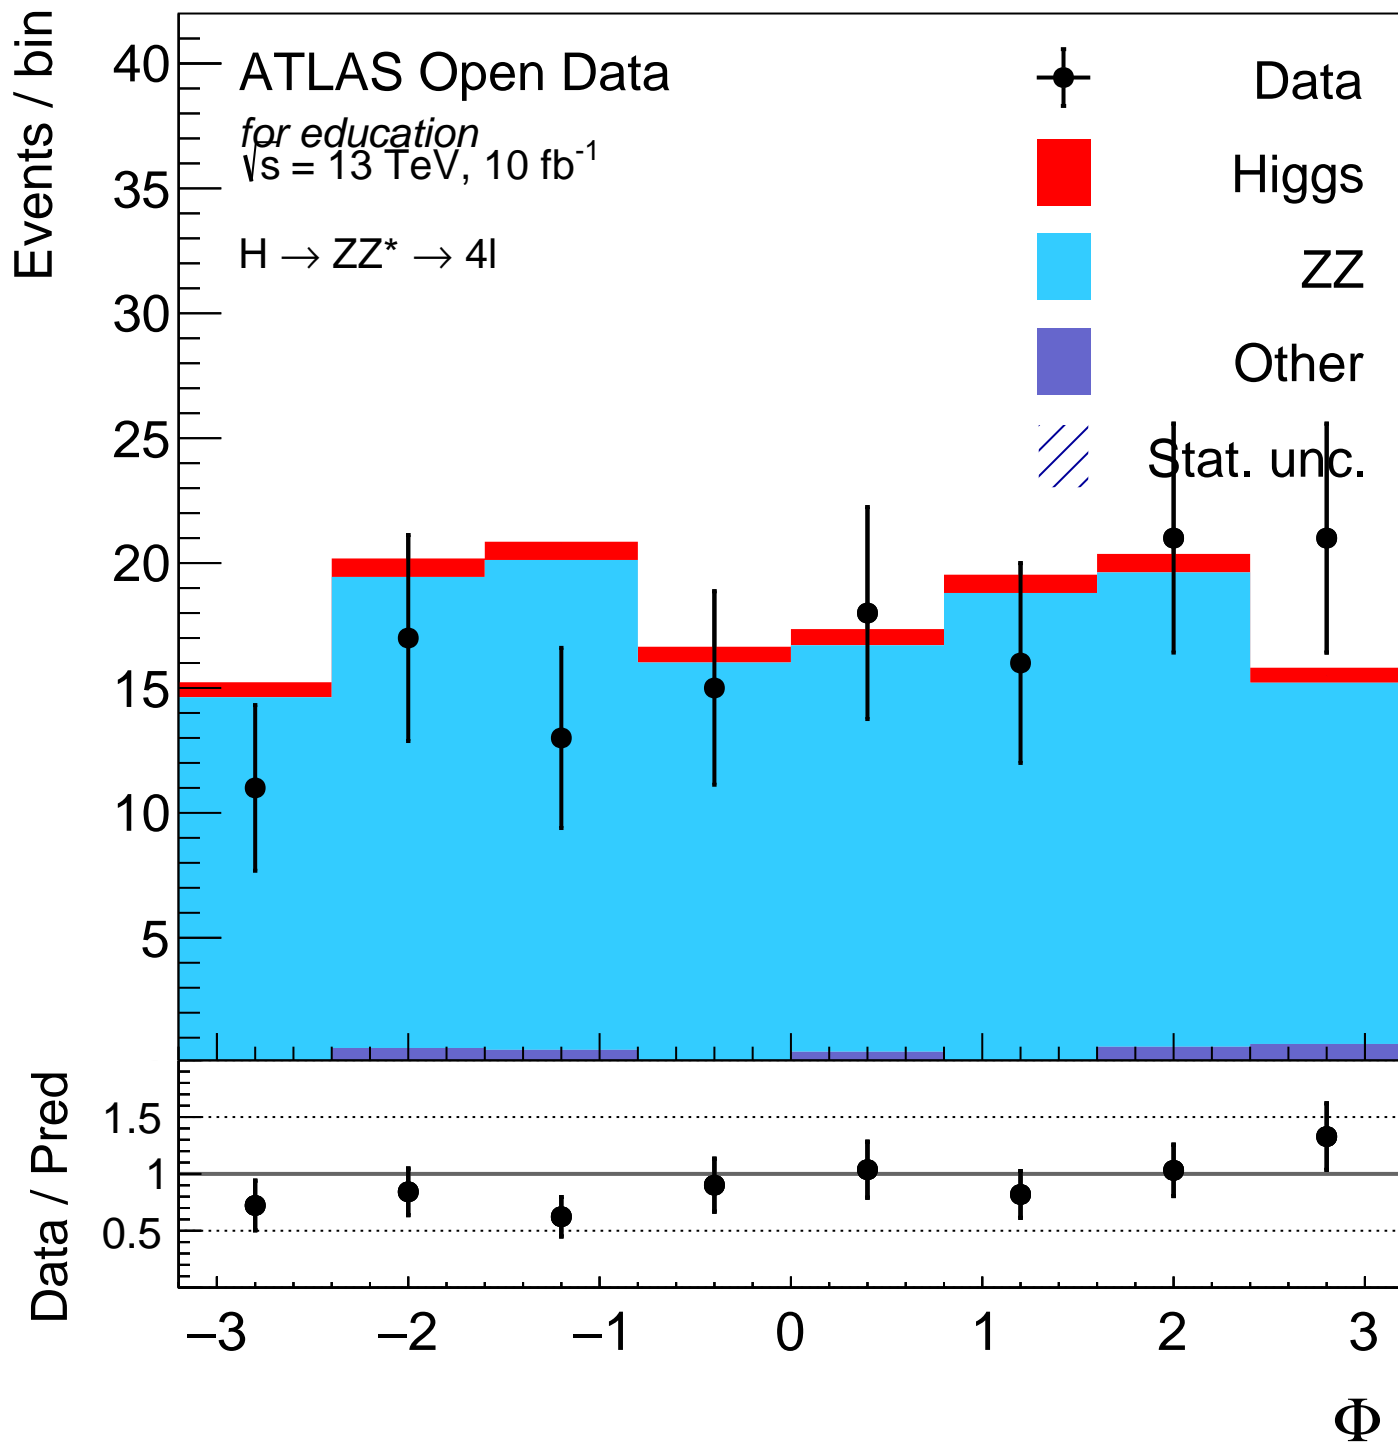 Events / bin
40
35
30
25
20
15
10
5
ATLAS Open Data
for education
√s = 13 TeV, 10 fb⁻¹
H → ZZ* → 4l
Data
Higgs
ZZ
Other
Stat. unc.
Data / Pred
1.5
1
0.5
−3 −2 −1 0 1 2 3
Φ